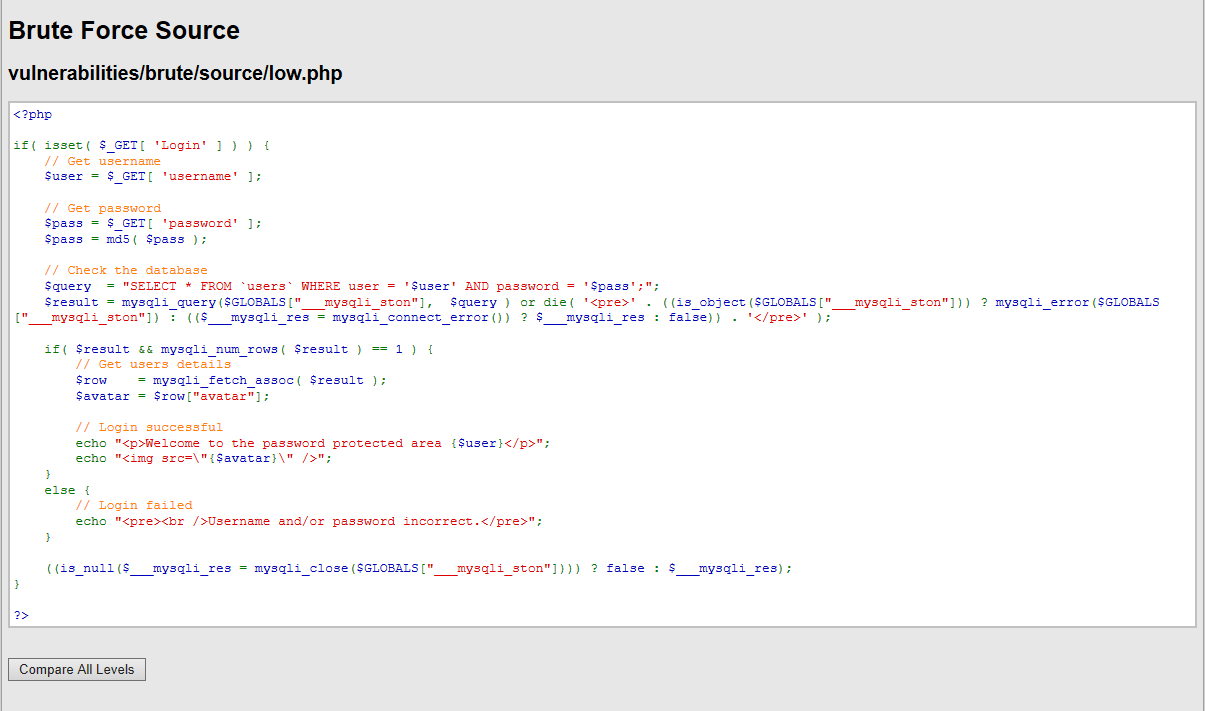 Brute Force Source
vulnerabilities/brute/source/low.php
<?php
if( isset( $_GET[ 'Login' ] ) ) {
    // Get username
    $user = $_GET[ 'username' ];
    // Get password
    $pass = $_GET[ 'password' ];
    $pass = md5( $pass );
    // Check the database
    $query  = "SELECT * FROM `users` WHERE user = '$user' AND password = '$pass';";
    $result = mysqli_query($GLOBALS["___mysqli_ston"],  $query ) or die( '<pre>' . ((is_object($GLOBALS["___mysqli_ston"])) ? mysqli_error($GLOBALS
["___mysqli_ston"]) : (($___mysqli_res = mysqli_connect_error()) ? $___mysqli_res : false)) . '</pre>' );
    if( $result && mysqli_num_rows( $result ) == 1 ) {
        // Get users details
        $row    = mysqli_fetch_assoc( $result );
        $avatar = $row["avatar"];
        // Login successful
        echo "<p>Welcome to the password protected area {$user}</p>";
        echo "<img src=\"{$avatar}\" />";
    }
    else {
        // Login failed
        echo "<pre><br />Username and/or password incorrect.</pre>";
    }
    ((is_null($___mysqli_res = mysqli_close($GLOBALS["___mysqli_ston"]))) ? false : $___mysqli_res);
}
?>
Compare All Levels